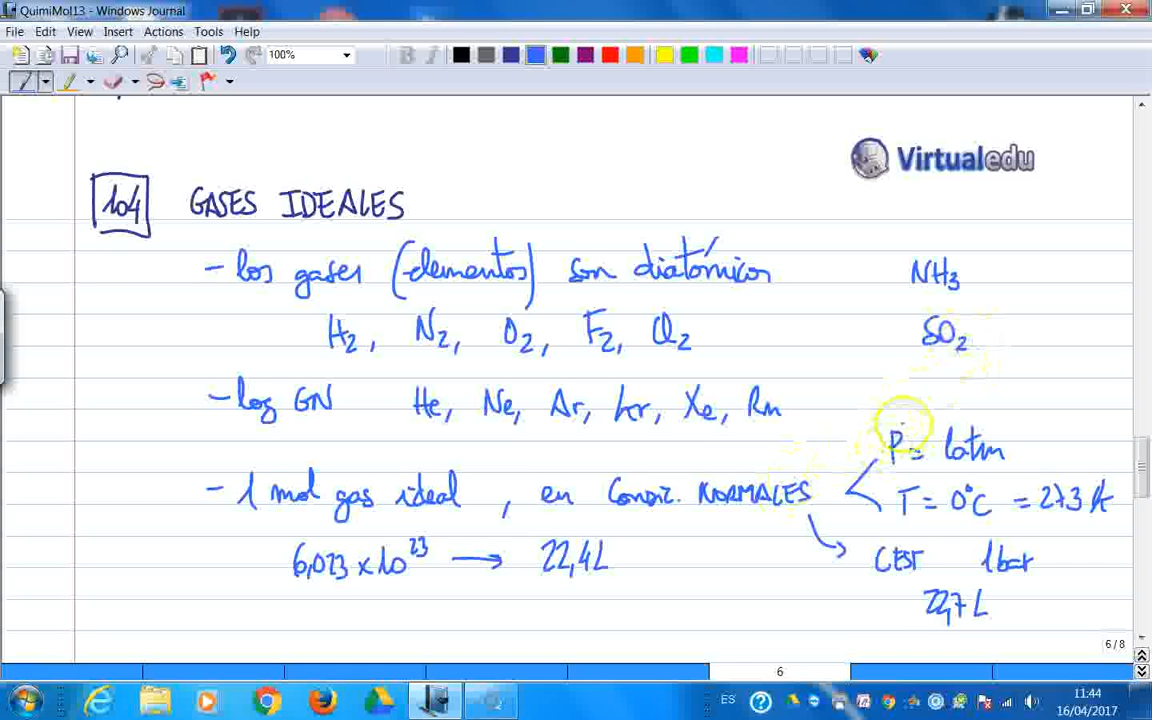 QuimiMol13 - Windows Journal
File Edit View Insert Actions Tools Help
100%
Virtualedu
104 GASES IDEALES
- los gases (elementos) son diatómicos NH3
H2, N2, O2, F2, Cl2 SO2
- los GN He, Ne, Ar, Kr, Xe, Rn
P = 1atm
- 1 mol gas ideal, en Condic. NORMALES T = 0°C = 273 K
6,023 x 10^23 → 22,4L CEST 1bar
22,7 L
6 / 8
6
ES 11:44
16/04/2017